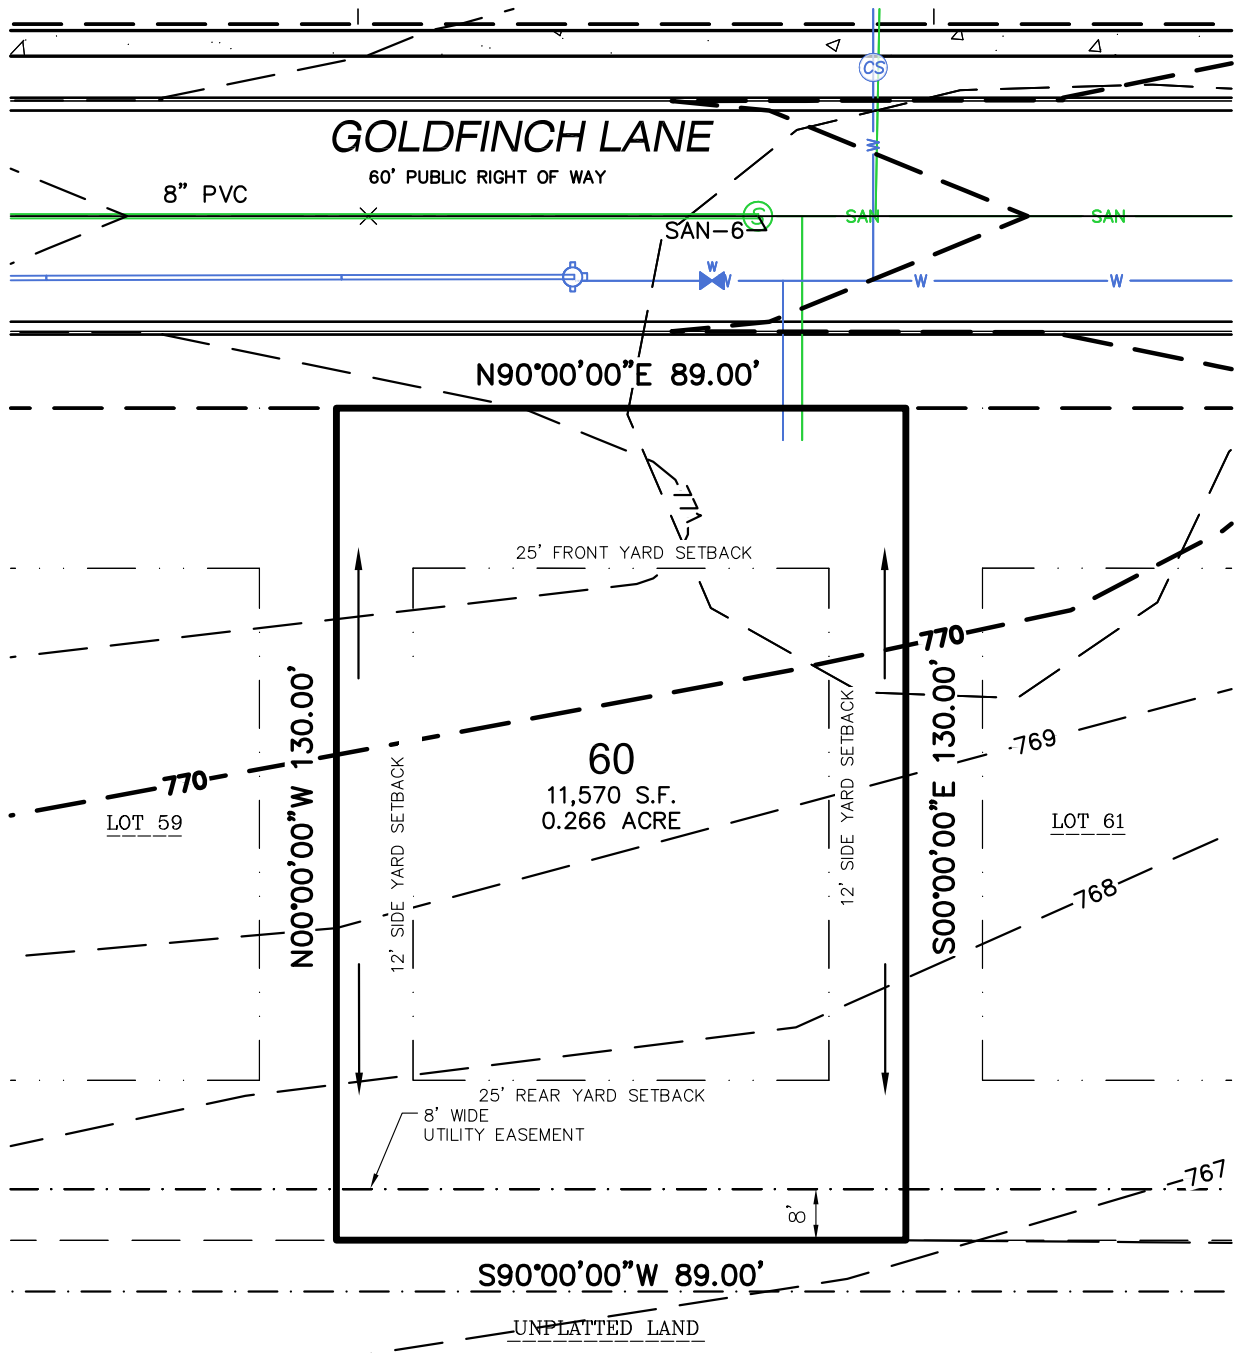 CS
GOLDFINCH LANE
60' PUBLIC RIGHT OF WAY
W
8" PVC
S
SAN-6
SAN
SAN
W
W
W
W
N90°00'00"E 89.00'
771
25' FRONT YARD SETBACK
770
N00°00'00"W 130.00'
12' SIDE YARD SETBACK
60
11,570 S.F.
0.266 ACRE
12' SIDE YARD SETBACK
S00°00'00"E 130.00'
769
770
LOT 59
LOT 61
768
25' REAR YARD SETBACK
8' WIDE
UTILITY EASEMENT
767
8'
S90°00'00"W 89.00'
UNPLATTED LAND